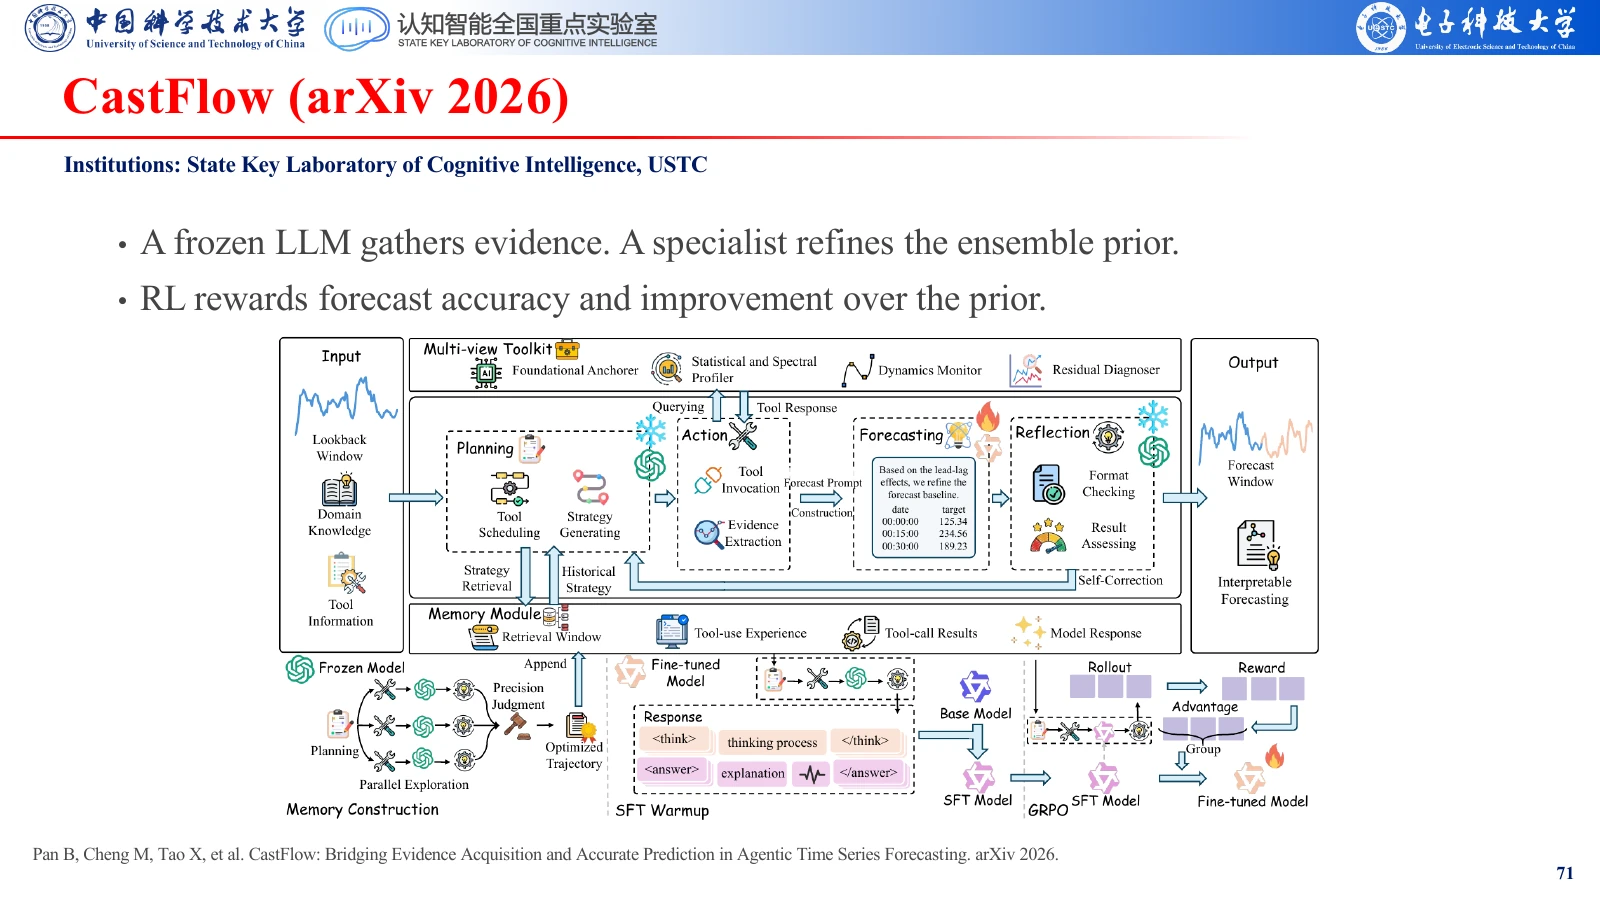 中国科学技术大学
University of Science and Technology of China
认知智能全国重点实验室
STATE KEY LABORATORY OF COGNITIVE INTELLIGENCE
电子科技大学
University of Electronic Science and Technology of China
CastFlow (arXiv 2026)
Institutions: State Key Laboratory of Cognitive Intelligence, USTC
• A frozen LLM gathers evidence. A specialist refines the ensemble prior.
• RL rewards forecast accuracy and improvement over the prior.
Input
Lookback
Window
Domain
Knowledge
Tool
Information
Multi-view Toolkit
AI
Foundational Anchorer
Statistical and Spectral
Profiler
Dynamics Monitor
Residual Diagnoser
Querying
Tool Response
Planning
Tool
Scheduling
Strategy
Generating
Action
Tool
Invocation
Evidence
Extraction
Forecast Prompt
Construction
Forecasting
Based on the lead-lag
effects, we refine the
forecast baseline.
date target
00:00:00 125.34
00:15:00 234.56
00:30:00 189.23
Reflection
Format
Checking
Result
Assessing
Strategy
Retrieval
Historical
Strategy
Self-Correction
Memory Module
Retrieval Window
Tool-use Experience
Tool-call Results
Model Response
Output
Forecast
Window
Interpretable
Forecasting
Frozen Model
Append
Precision
Judgment
Planning
Optimized
Trajectory
Parallel Exploration
Memory Construction
Fine-tuned
Model
Response
<think> thinking process </think>
<answer> explanation </answer>
Base Model
SFT Model
SFT Warmup
Rollout
Reward
Advantage
Group
GRPO
SFT Model
Fine-tuned Model
Pan B, Cheng M, Tao X, et al. CastFlow: Bridging Evidence Acquisition and Accurate Prediction in Agentic Time Series Forecasting. arXiv 2026.
71